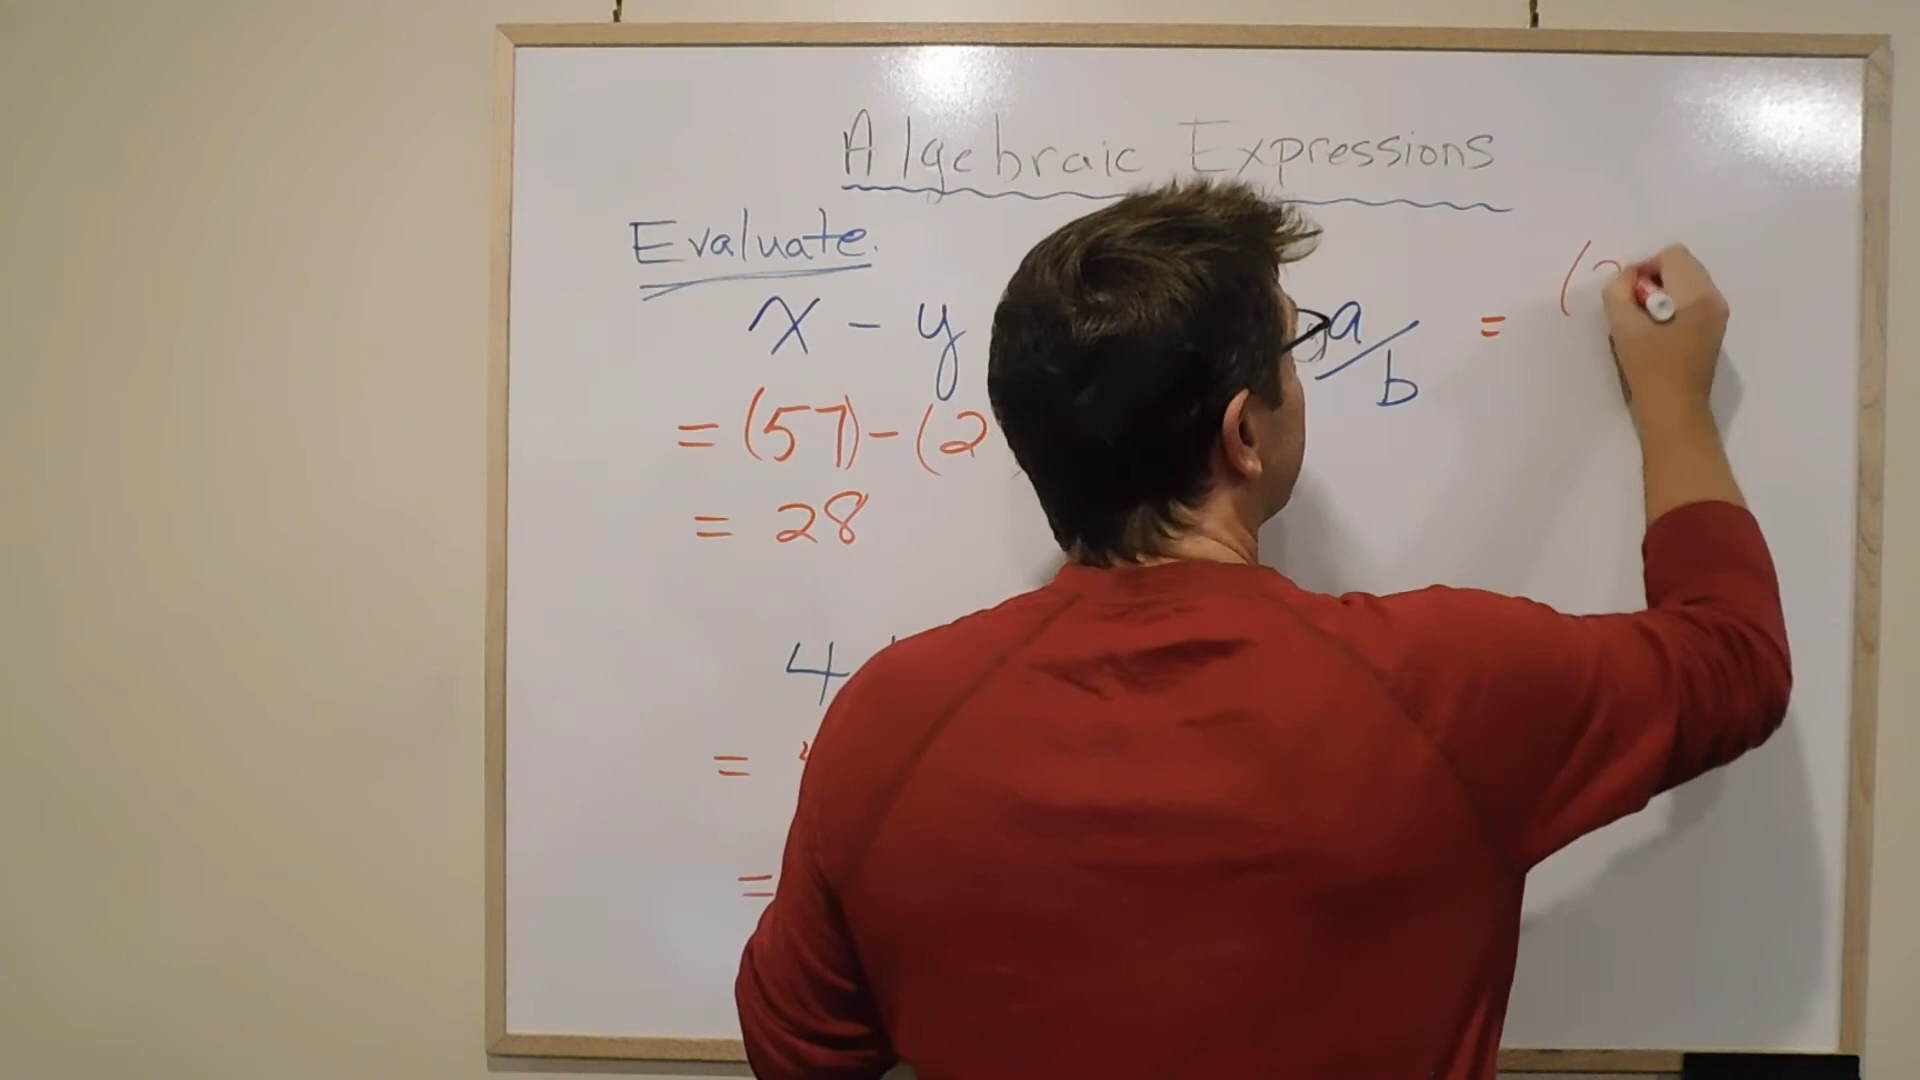 Algebraic Expressions
Evaluate.
x - y
a/b =
= (57) - (2
= 28
4
=
=